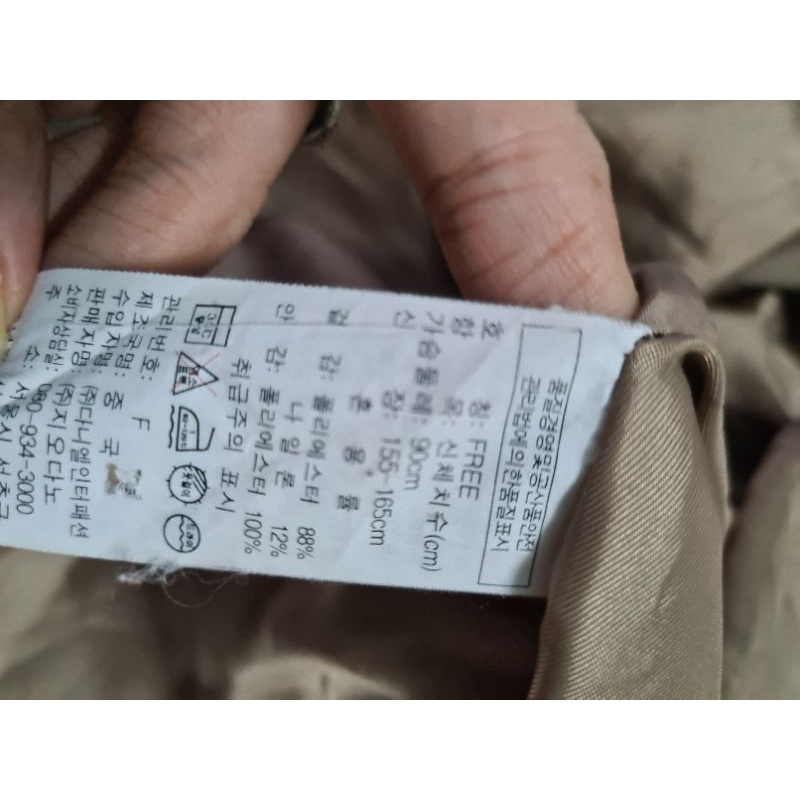 품질경영및공산품안전
관리법에의한품질표시
호 칭: FREE
항 목: 신체치수(cm)
가슴둘레: 90cm
신 장: 155-165cm
혼 용 율
겉 감: 폴리에스터 88%
나 일 론 12%
안 감: 폴리에스터 100%
취급주의 표시
관리번호: F
제조국명: 중 국
수입자명: (주)다니엘인터패션
판매자명: (주)지오다노
소비자상담실: 080-934-3000
주 소: 서울시 서초구